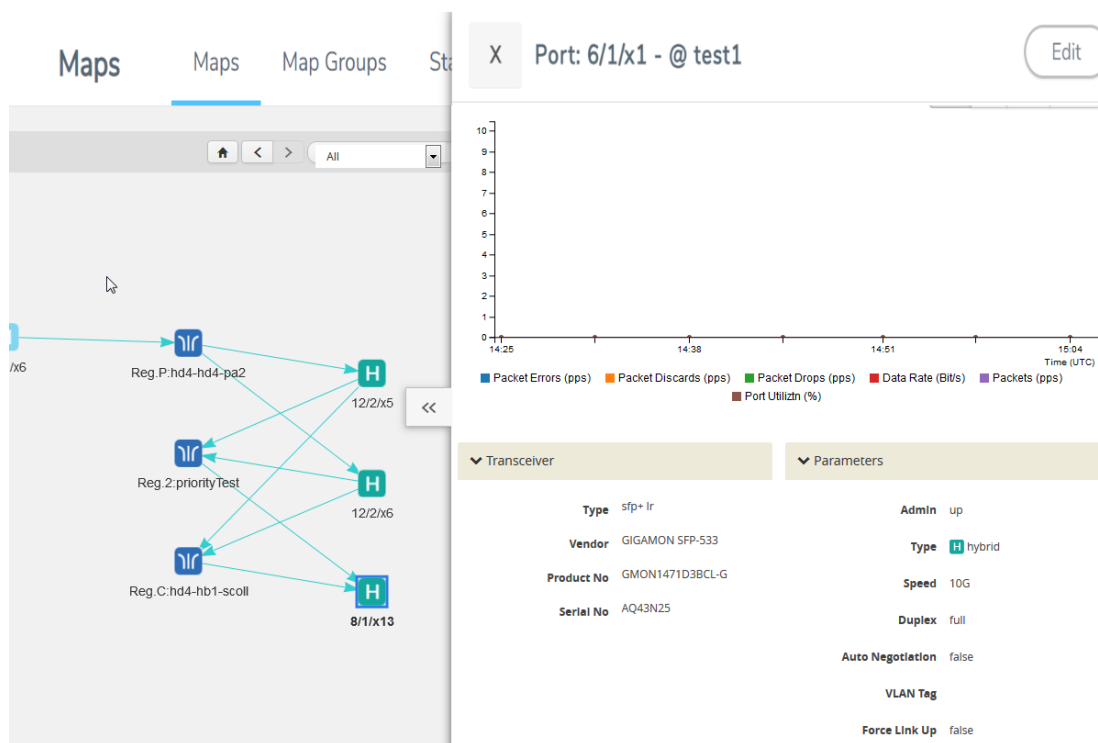 Maps
Maps Map Groups Sta
X Port: 6/1/x1 - @ test1 Edit
All
/x6
Reg.P:hd4-hd4-pa2
12/2/x5
Reg.2:priorityTest
12/2/x6
Reg.C:hd4-hb1-scoll
8/1/x13
<<
10
9
8
7
6
5
4
3
2
1
0
14:25 14:38 14:51 15:04
Time (UTC)
Packet Errors (pps) Packet Discards (pps) Packet Drops (pps) Data Rate (Bit/s) Packets (pps)
Port Utiliztn (%)
Transceiver
Type sfp+ lr
Vendor GIGAMON SFP-533
Product No GMON1471D3BCL-G
Serial No AQ43N25
Parameters
Admin up
Type H hybrid
Speed 10G
Duplex full
Auto Negotiation false
VLAN Tag
Force Link Up false